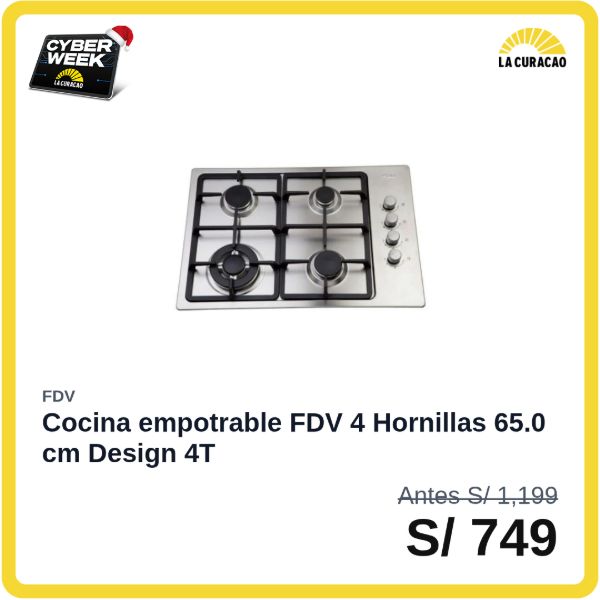 CYBER
WEEK
LA CURACAO
LA CURACAO
FDV
Cocina empotrable FDV 4 Hornillas 65.0
cm Design 4T
Antes S/ 1,199
S/ 749